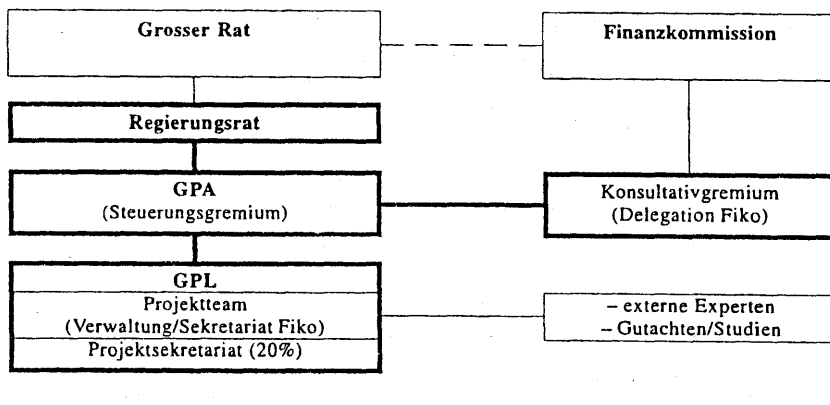 Grosser Rat
Finanzkommission
Regierungsrat
GPA
(Steuerungsgremium)
Konsultativgremium
(Delegation Fiko)
GPL
Projektteam
(Verwaltung/Sekretariat Fiko)
Projektsekretariat (20%)
– externe Experten
– Gutachten/Studien